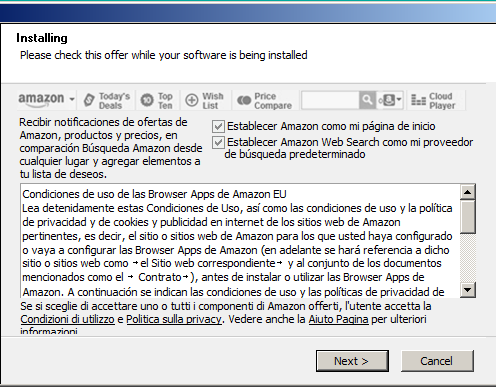 Installing
Please check this offer while your software is being installed
amazon Today's Deals Top Ten Wish List Price Compare Cloud Player
Recibir notificaciones de ofertas de
Amazon, productos y precios, en
comparación Búsqueda Amazon desde
cualquier lugar y agregar elementos a
tu lista de deseos.
Establecer Amazon como mi página de inicio
Establecer Amazon Web Search como mi proveedor
de búsqueda predeterminado
Condiciones de uso de las Browser Apps de Amazon EU
Lea detenidamente estas Condiciones de Uso, así como las condiciones de uso y la política
de privacidad y de cookies y publicidad en internet de los sitios web de Amazon
pertinentes, es decir, el sitio o sitios web de Amazon para los que usted haya configurado
o vaya a configurar las Browser Apps de Amazon (en adelante se hará referencia a dicho
sitio o sitios web como → el Sitio web correspondiente→ y al conjunto de los documentos
mencionados como el → Contrato→), antes de instalar o utilizar las Browser Apps de
Amazon. A continuación se indican las condiciones de uso y las políticas de privacidad de
Se si sceglie di accettare uno o tutti i componenti di Amazon offerti, l'utente accetta la
Condizioni di utilizzo e Politica sulla privacy. Vedere anche la Aiuto Pagina per ulteriori
informazioni
Next >
Cancel